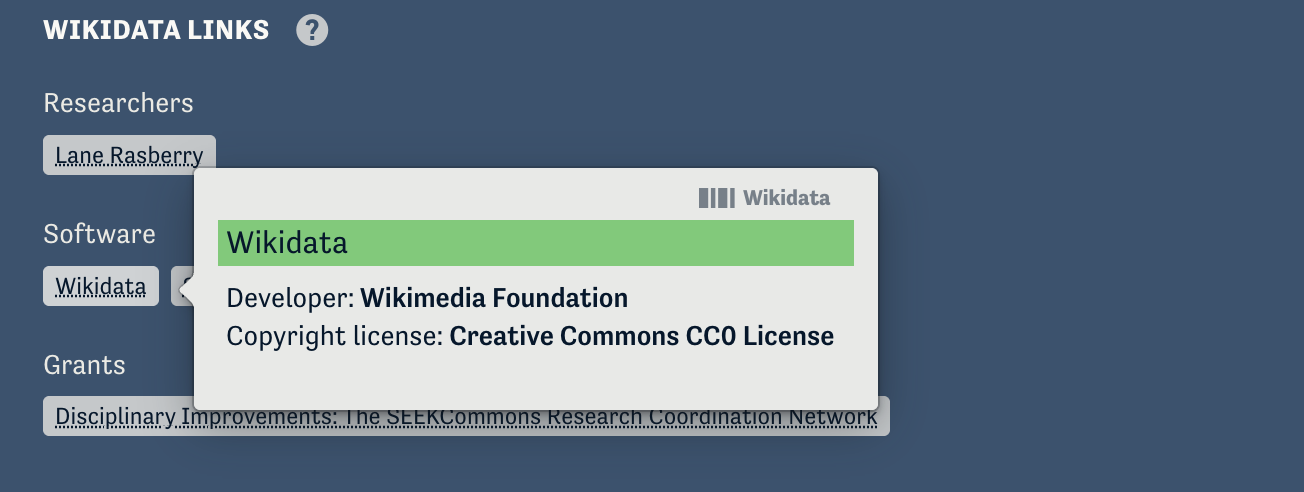 WIKIDATA LINKS ?
Researchers
Lane Rasberry
Wikidata
Wikidata
Software
Wikidata
Developer: Wikimedia Foundation
Copyright license: Creative Commons CC0 License
Grants
Disciplinary Improvements: The SEEKCommons Research Coordination Network